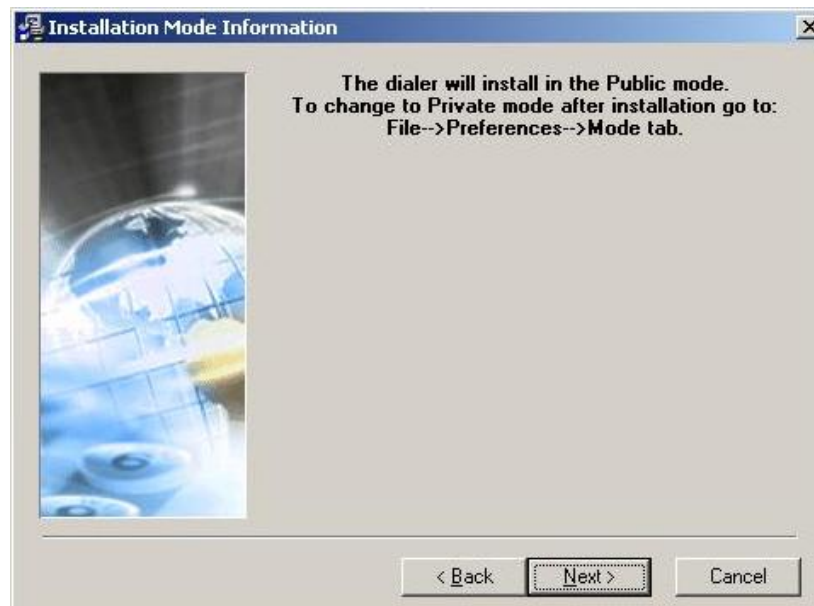 Installation Mode Information
The dialer will install in the Public mode.
To change to Private mode after installation go to:
File-->Preferences-->Mode tab.
< Back
Next >
Cancel